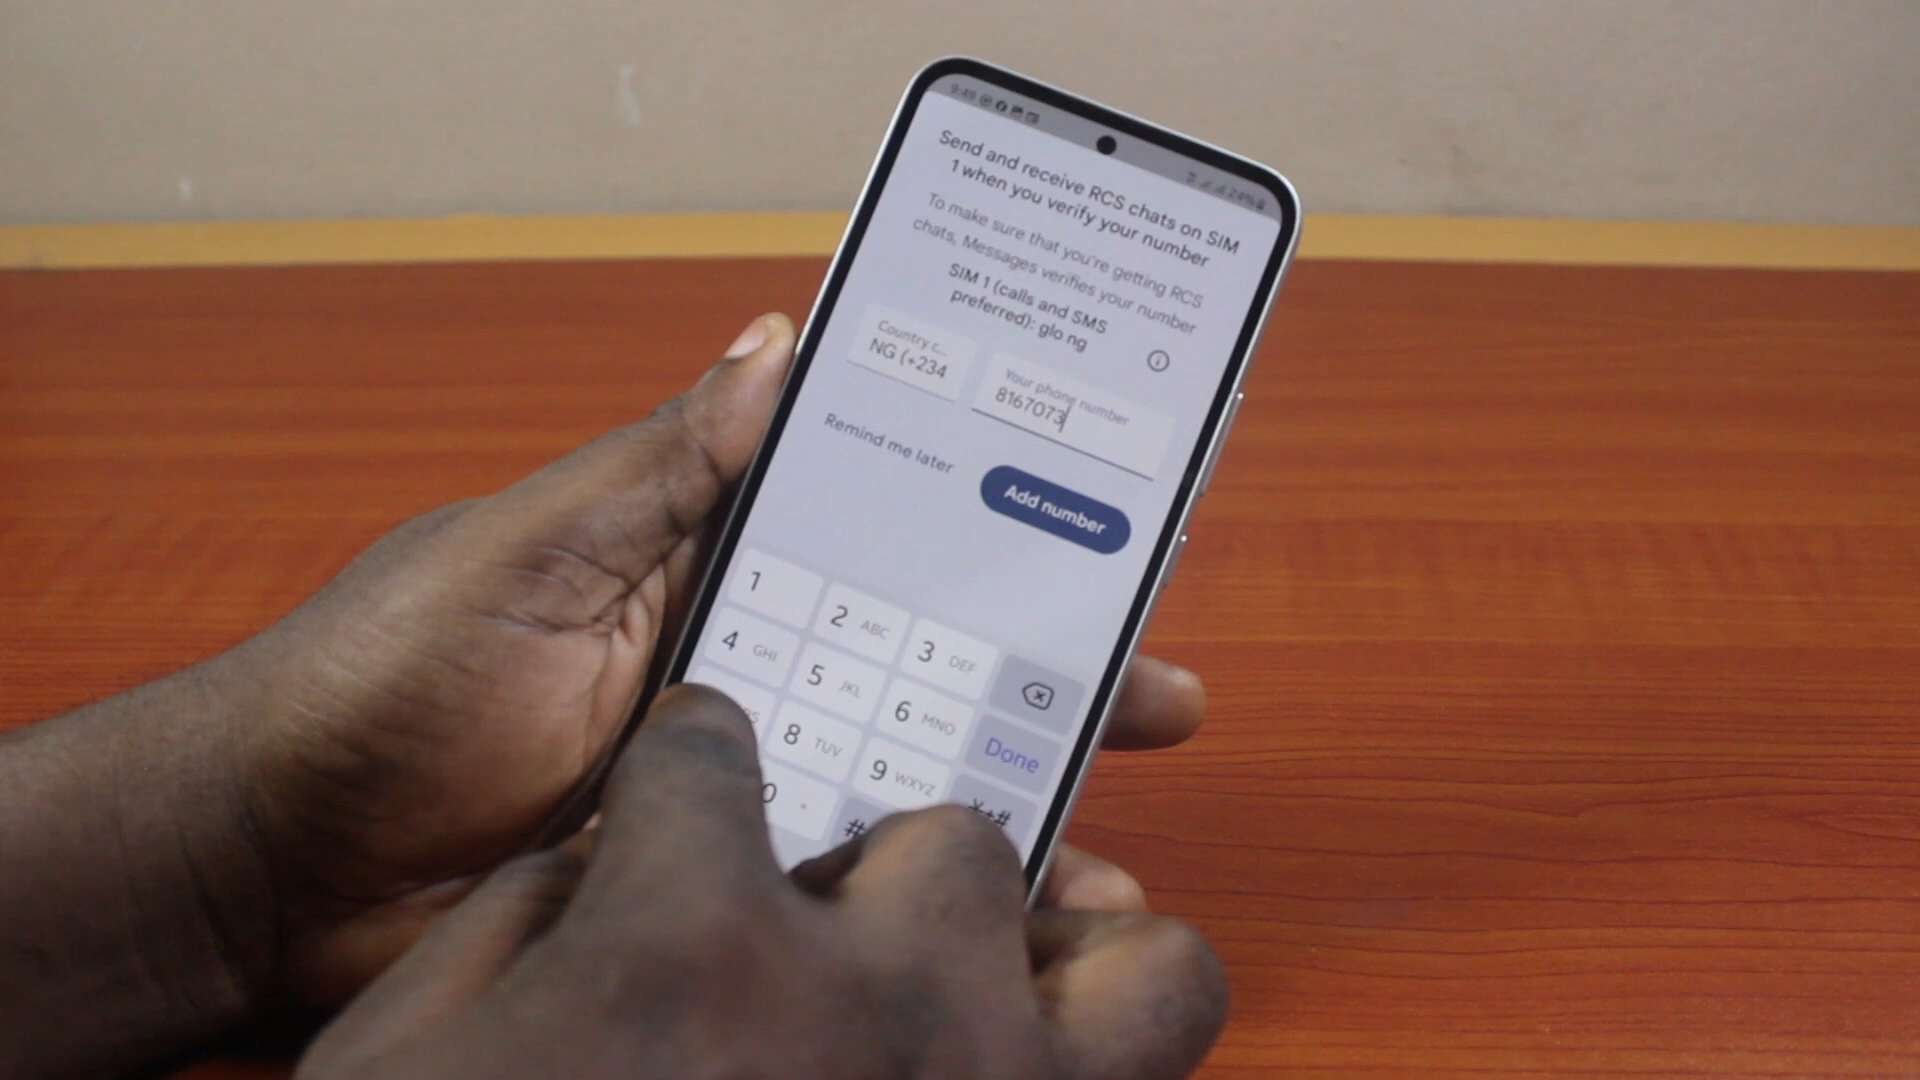 9:49 24%
Send and receive RCS chats on SIM
1 when you verify your number
To make sure that you're getting RCS
chats, Messages verifies your number
SIM 1 (calls and SMS
preferred): glo ng
Country c...
NG (+234
Your phone number
8167073
Remind me later
Add number
1
2 ABC
3 DEF
4 GHI
5 JKL
6 MNO
Done
8 TUV
9 WXYZ
0
#